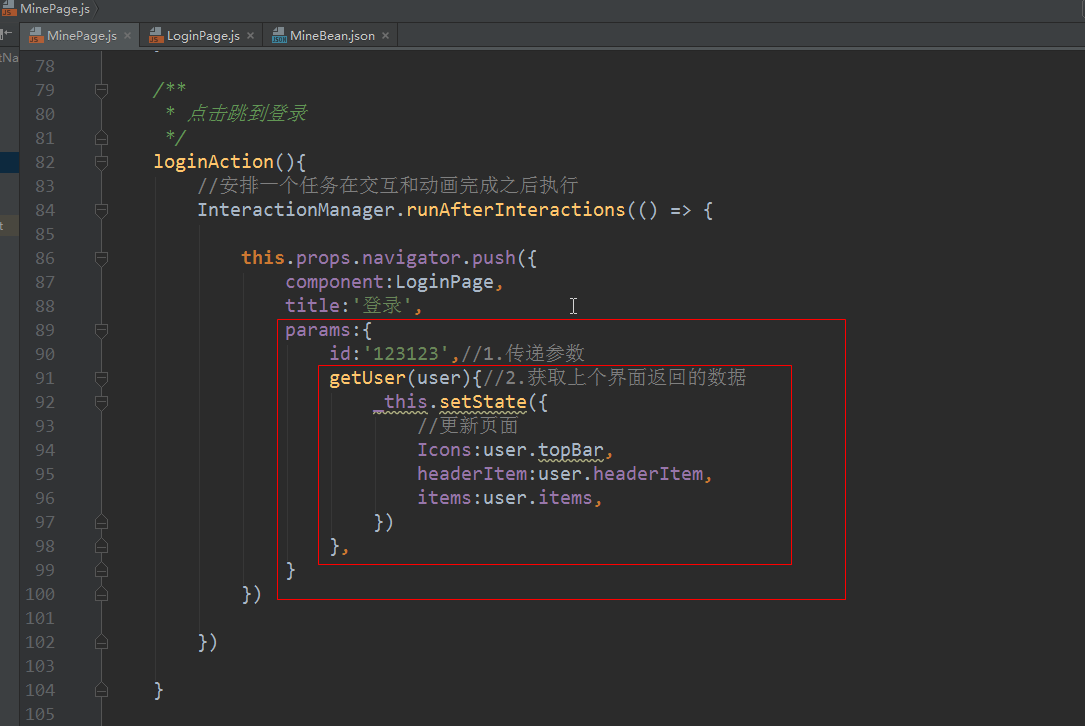 MinePage.js
MinePage.js × LoginPage.js × MineBean.json ×
tNa
78
79 /**
80 * 点击跳到登录
81 */
82 loginAction(){
83 //安排一个任务在交互和动画完成之后执行
84 InteractionManager.runAfterInteractions(() => {
85
86 this.props.navigator.push({
87 component:LoginPage,
88 title:'登录',
89 params:{
90 id:'123123',//1.传递参数
91 getUser(user){//2.获取上个界面返回的数据
92 _this.setState({
93 //更新页面
94 Icons:user.topBar,
95 headerItem:user.headerItem,
96 items:user.items,
97 })
98 },
99 }
100 })
101
102 })
103
104 }
105